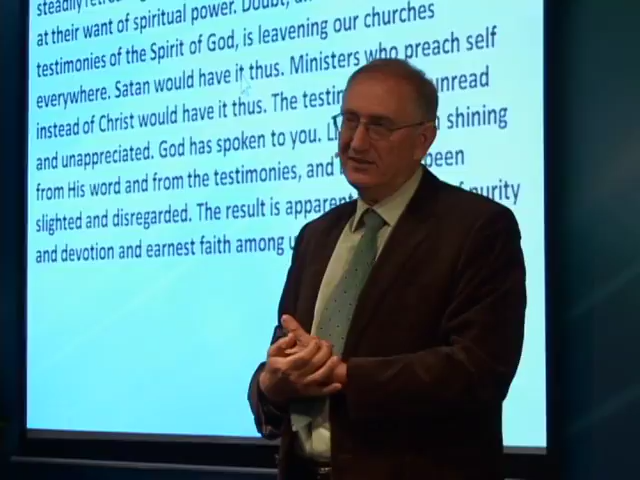 steadily
at their want of spiritual power. Doubt,
testimonies of the Spirit of God, is leavening our churches
everywhere. Satan would have it thus. Ministers who preach self
instead of Christ would have it thus. The unread
and unappreciated. God has spoken to you. shining
from His word and from the testimonies, and been
slighted and disregarded. The result is purity
and devotion and earnest faith among